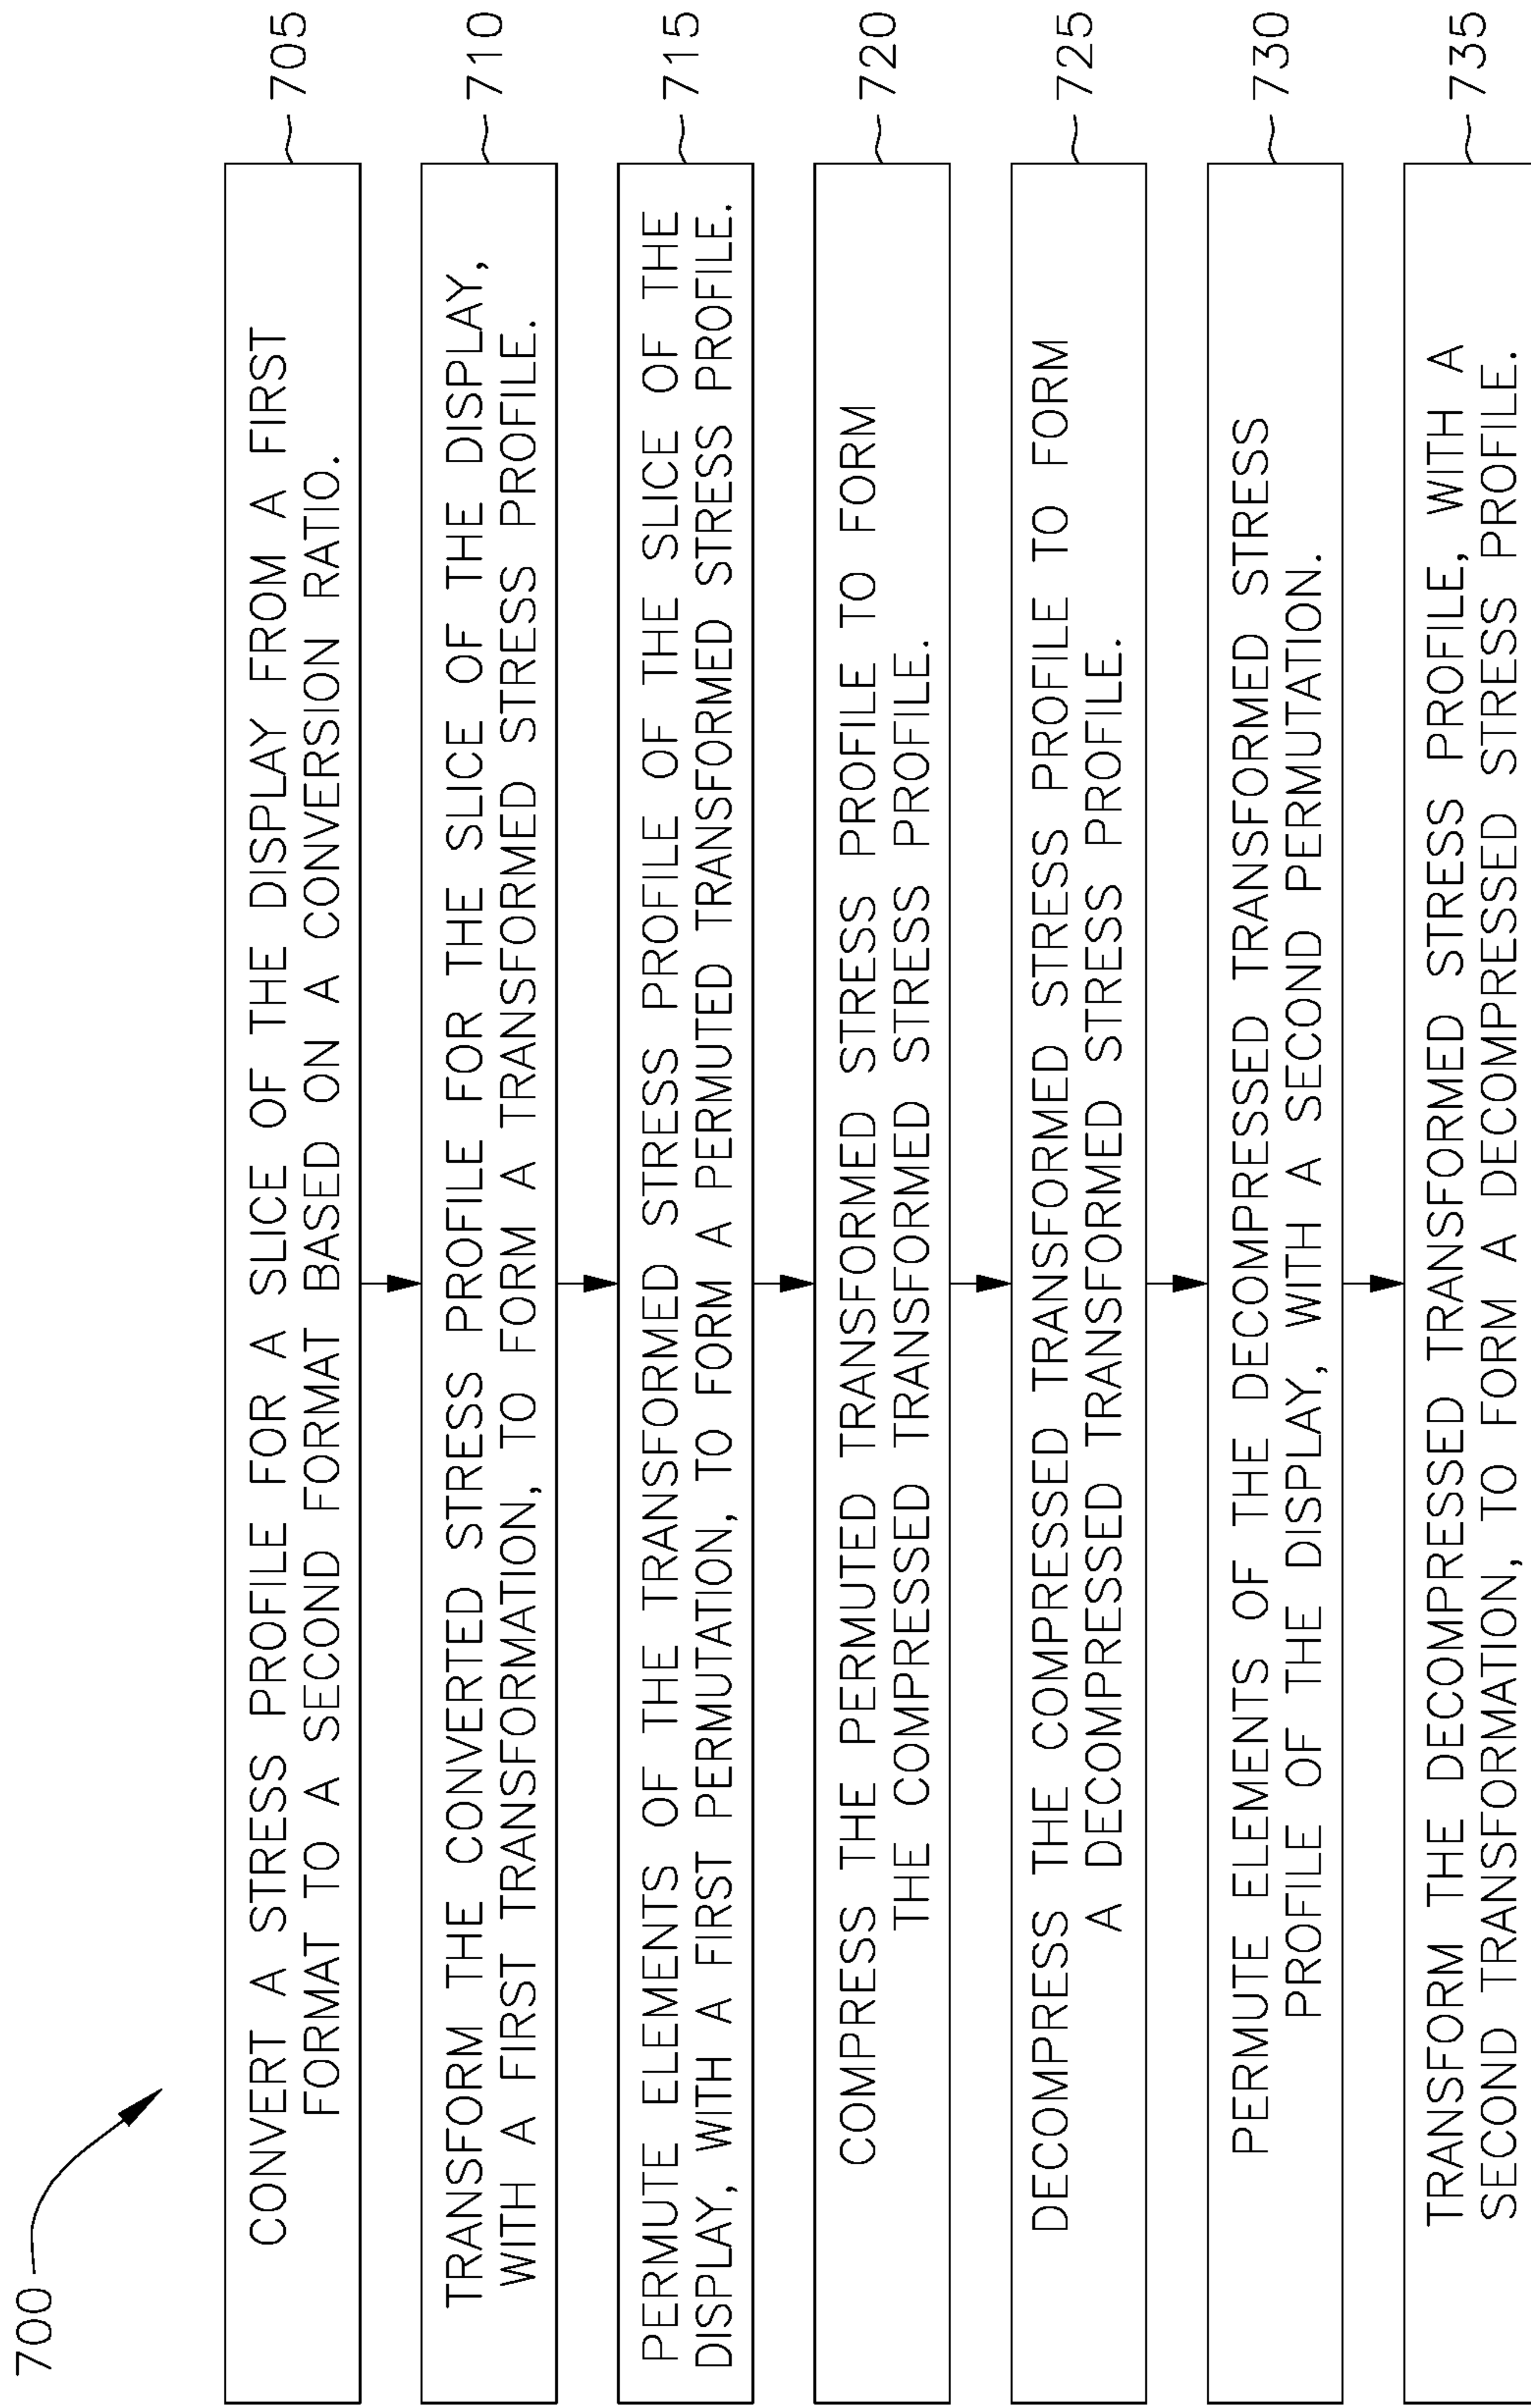 700
CONVERT A STRESS PROFILE FOR A SLICE OF THE DISPLAY FROM A FIRST
FORMAT TO A SECOND FORMAT BASED ON A CONVERSION RATIO.
705
TRANSFORM THE CONVERTED STRESS PROFILE FOR THE SLICE OF THE DISPLAY,
WITH A FIRST TRANSFORMATION, TO FORM A TRANSFORMED STRESS PROFILE.
710
PERMUTE ELEMENTS OF THE TRANSFORMED STRESS PROFILE OF THE SLICE OF THE
DISPLAY, WITH A FIRST PERMUTATION, TO FORM A PERMUTED TRANSFORMED STRESS PROFILE.
715
COMPRESS THE PERMUTED TRANSFORMED STRESS PROFILE TO FORM
THE COMPRESSED TRANSFORMED STRESS PROFILE.
720
DECOMPRESS THE COMPRESSED TRANSFORMED STRESS PROFILE TO FORM
A DECOMPRESSED TRANSFORMED STRESS PROFILE.
725
PERMUTE ELEMENTS OF THE DECOMPRESSED TRANSFORMED STRESS
PROFILE OF THE DISPLAY, WITH A SECOND PERMUTATION.
730
TRANSFORM THE DECOMPRESSED TRANSFORMED STRESS PROFILE, WITH A
SECOND TRANSFORMATION, TO FORM A DECOMPRESSED STRESS PROFILE.
735